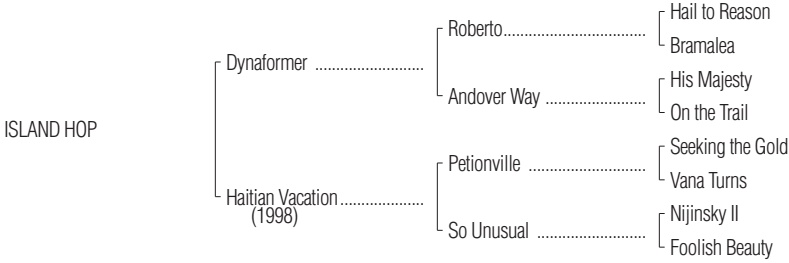 Hail to Reason
Roberto..................................
Bramalea
Dynaformer ..........................
His Majesty
Andover Way ........................
On the Trail
ISLAND HOP
Seeking the Gold
Petionville ............................
Vana Turns
Haitian Vacation....................
(1998)
Nijinsky II
So Unusual ..........................
Foolish Beauty